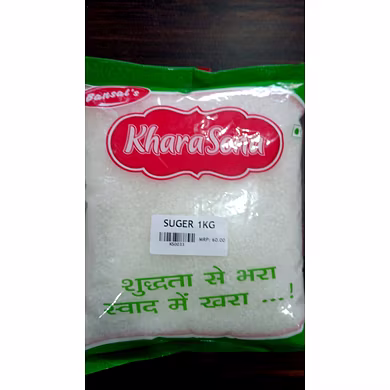 Bansal's
KharaSona
SUGER 1KG
MRP: 60.00
शुद्धता से भरा
स्वाद में खरा ...!